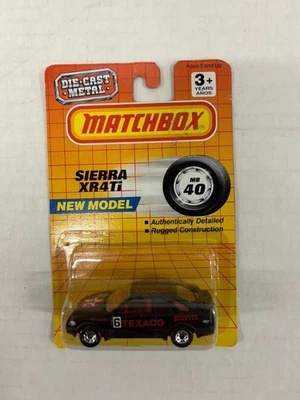 DIE-CAST
METAL
Ages 3 and Up
3+
YEARS
AÑOS
MATCHBOX
®
SIERRA
XR4Ti
MB
40
NEW MODEL
• Authentically Detailed
• Rugged Construction
6 TEXACO